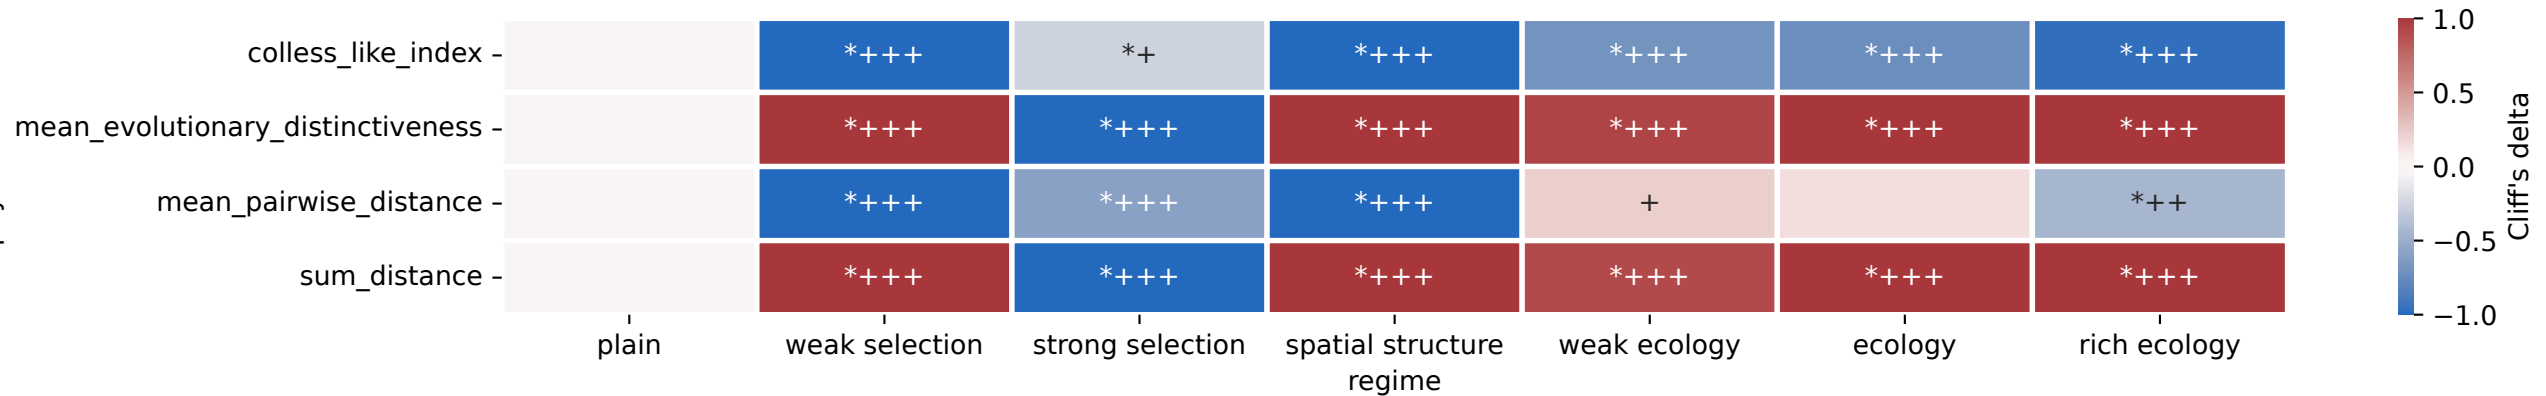 colless_like_index *+++ *+ *+++ *+++ *+++ *+++
mean_evolutionary_distinctiveness *+++ *+++ *+++ *+++ *+++ *+++
mean_pairwise_distance *+++ *+++ *+++ + *++
sum_distance *+++ *+++ *+++ *+++ *+++ *+++
plain weak selection strong selection spatial structure weak ecology ecology rich ecology
regime
1.0
0.5
0.0
−0.5
−1.0
Cliff's delta